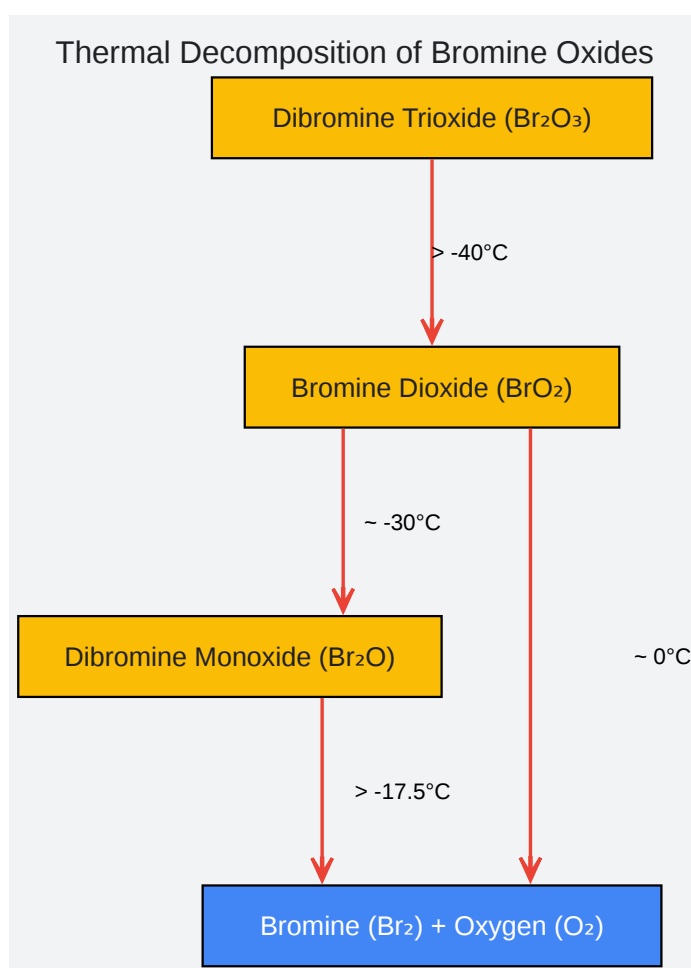 Thermal Decomposition of Bromine Oxides
Dibromine Trioxide (Br₂O₃)
> -40°C
Bromine Dioxide (BrO₂)
~ -30°C
Dibromine Monoxide (Br₂O)
~ 0°C
> -17.5°C
Bromine (Br₂) + Oxygen (O₂)